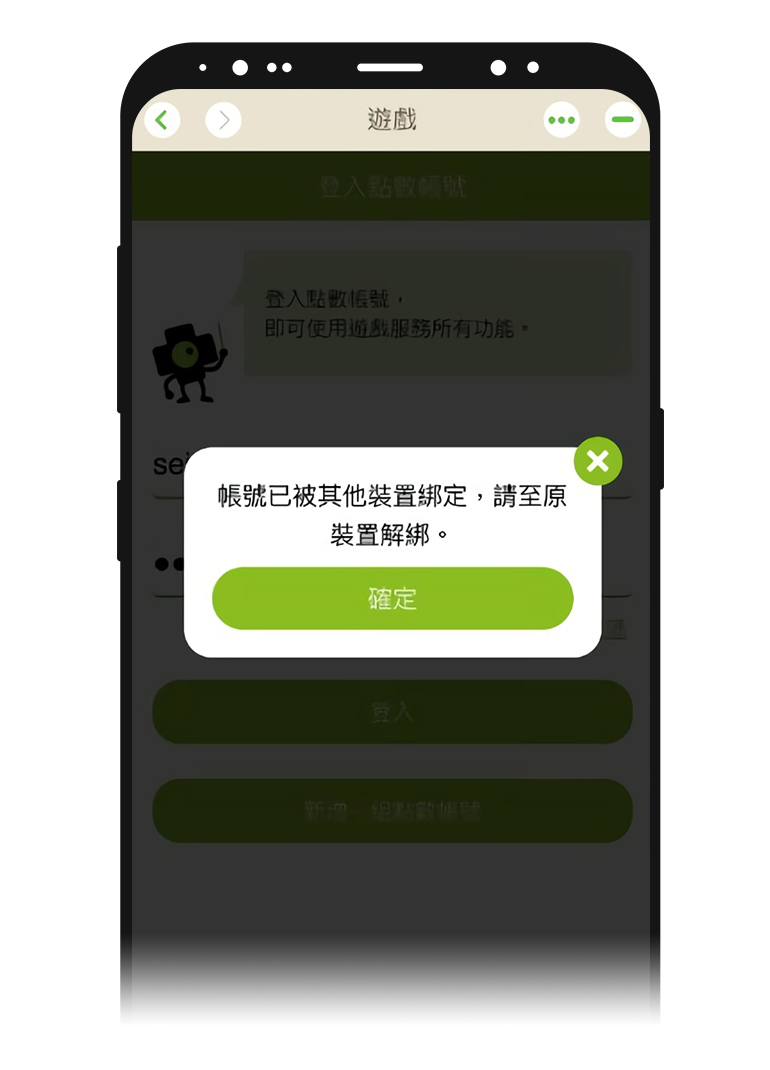 遊戲
登入點數帳號
登入點數帳號，
即可使用遊戲服務所有功能。
帳號已被其他裝置綁定，請至原
裝置解綁。
確定
登入
新增一組點數帳號